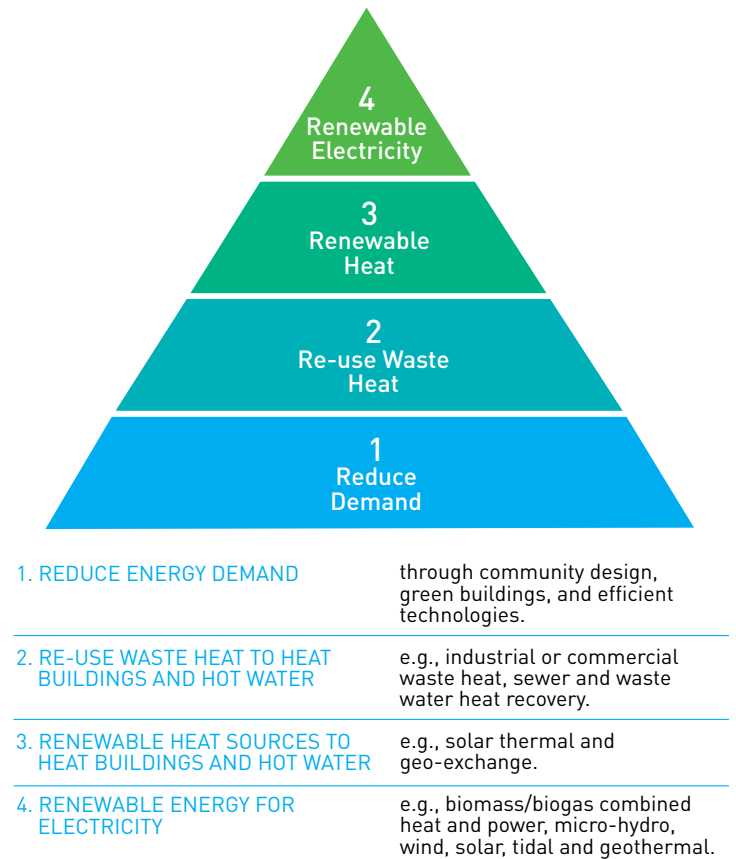 4
Renewable
Electricity
3
Renewable
Heat
2
Re-use Waste
Heat
1
Reduce
Demand
1. REDUCE ENERGY DEMAND
through community design,
green buildings, and efficient
technologies.
2. RE-USE WASTE HEAT TO HEAT
BUILDINGS AND HOT WATER
e.g., industrial or commercial
waste heat, sewer and waste
water heat recovery.
3. RENEWABLE HEAT SOURCES TO
HEAT BUILDINGS AND HOT WATER
e.g., solar thermal and
geo-exchange.
4. RENEWABLE ENERGY FOR
ELECTRICITY
e.g., biomass/biogas combined
heat and power, micro-hydro,
wind, solar, tidal and geothermal.